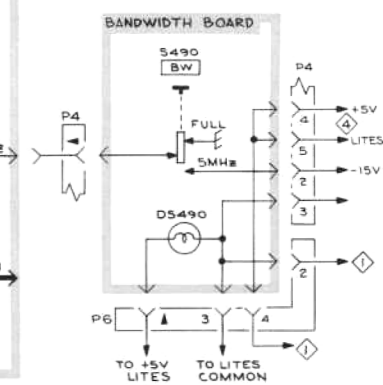 BANDWIDTH BOARD
S490
BW
P4
P4
FULL
4
+5V
4
5
LITES
5MHz
2
-15V
3
DS490
2
1
P6
3
4
1
TO +5V
LITES
TO LITES
COMMON